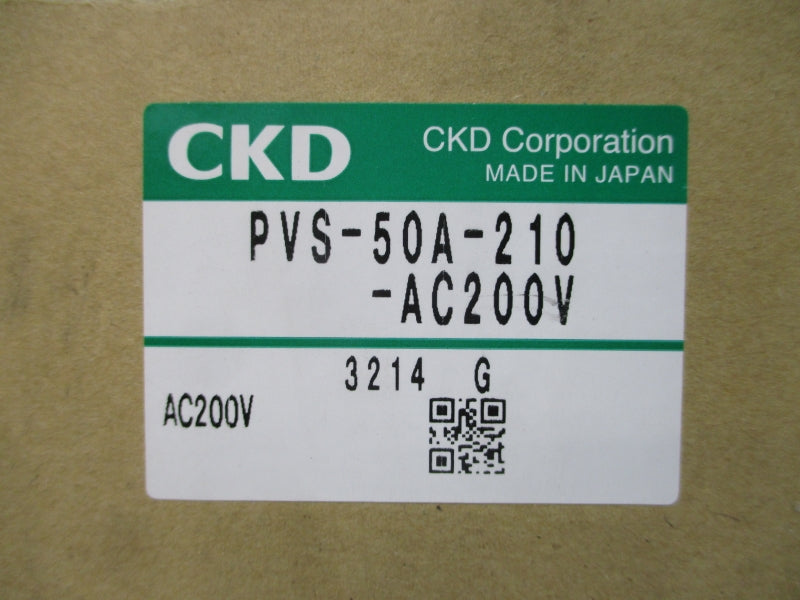 CKD
CKD Corporation
MADE IN JAPAN
PVS-50A-210
-AC200V
3214 G
AC200V